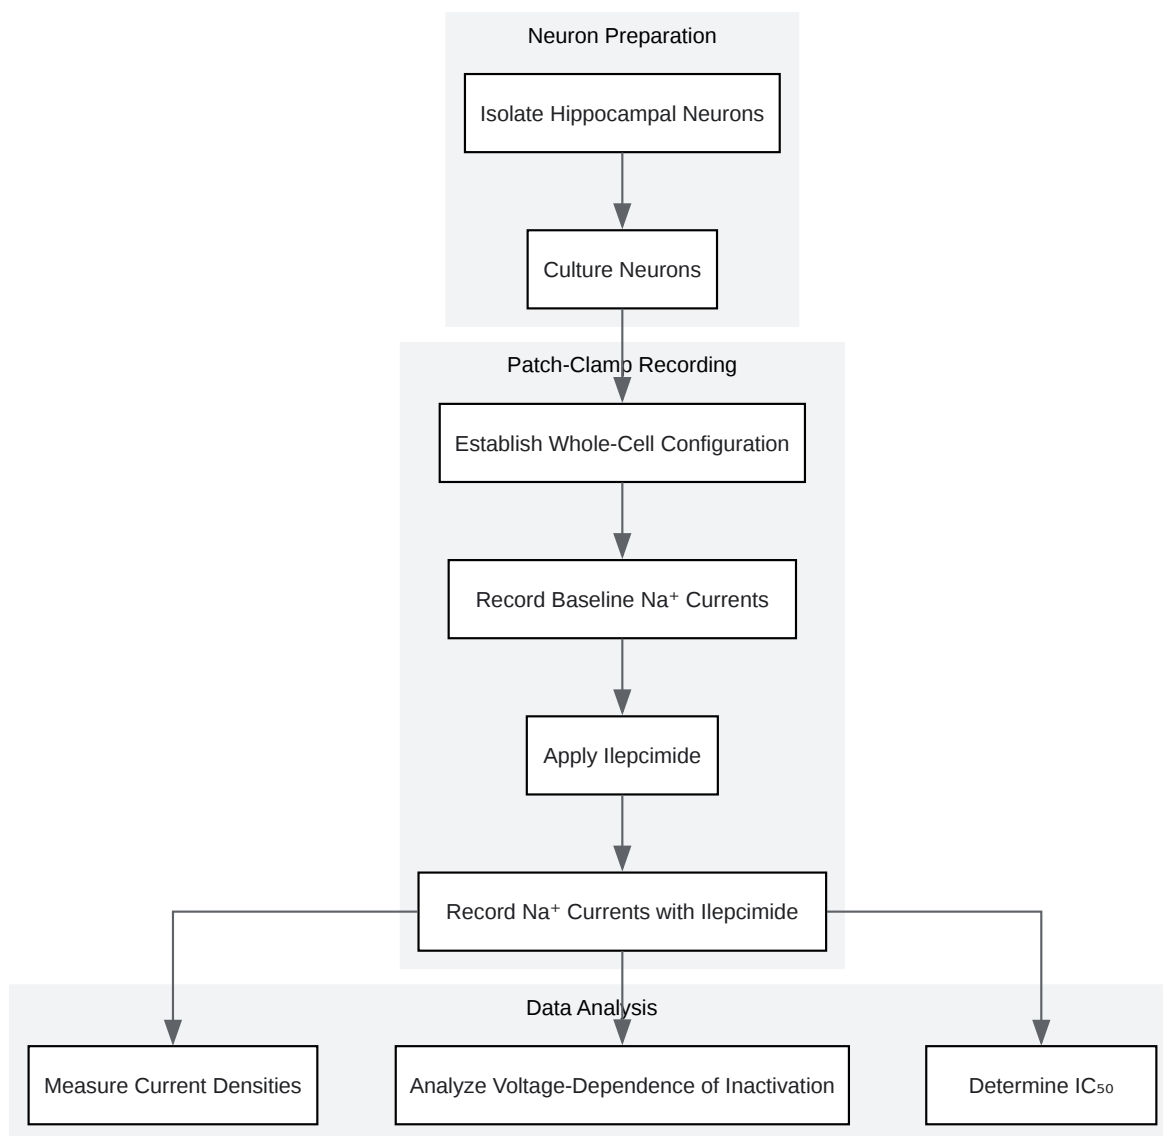 Neuron Preparation
Isolate Hippocampal Neurons
Culture Neurons
Patch-Clamp Recording
Establish Whole-Cell Configuration
Record Baseline Na⁺ Currents
Apply Ilepcimide
Record Na⁺ Currents with Ilepcimide
Data Analysis
Measure Current Densities
Analyze Voltage-Dependence of Inactivation
Determine IC₅₀